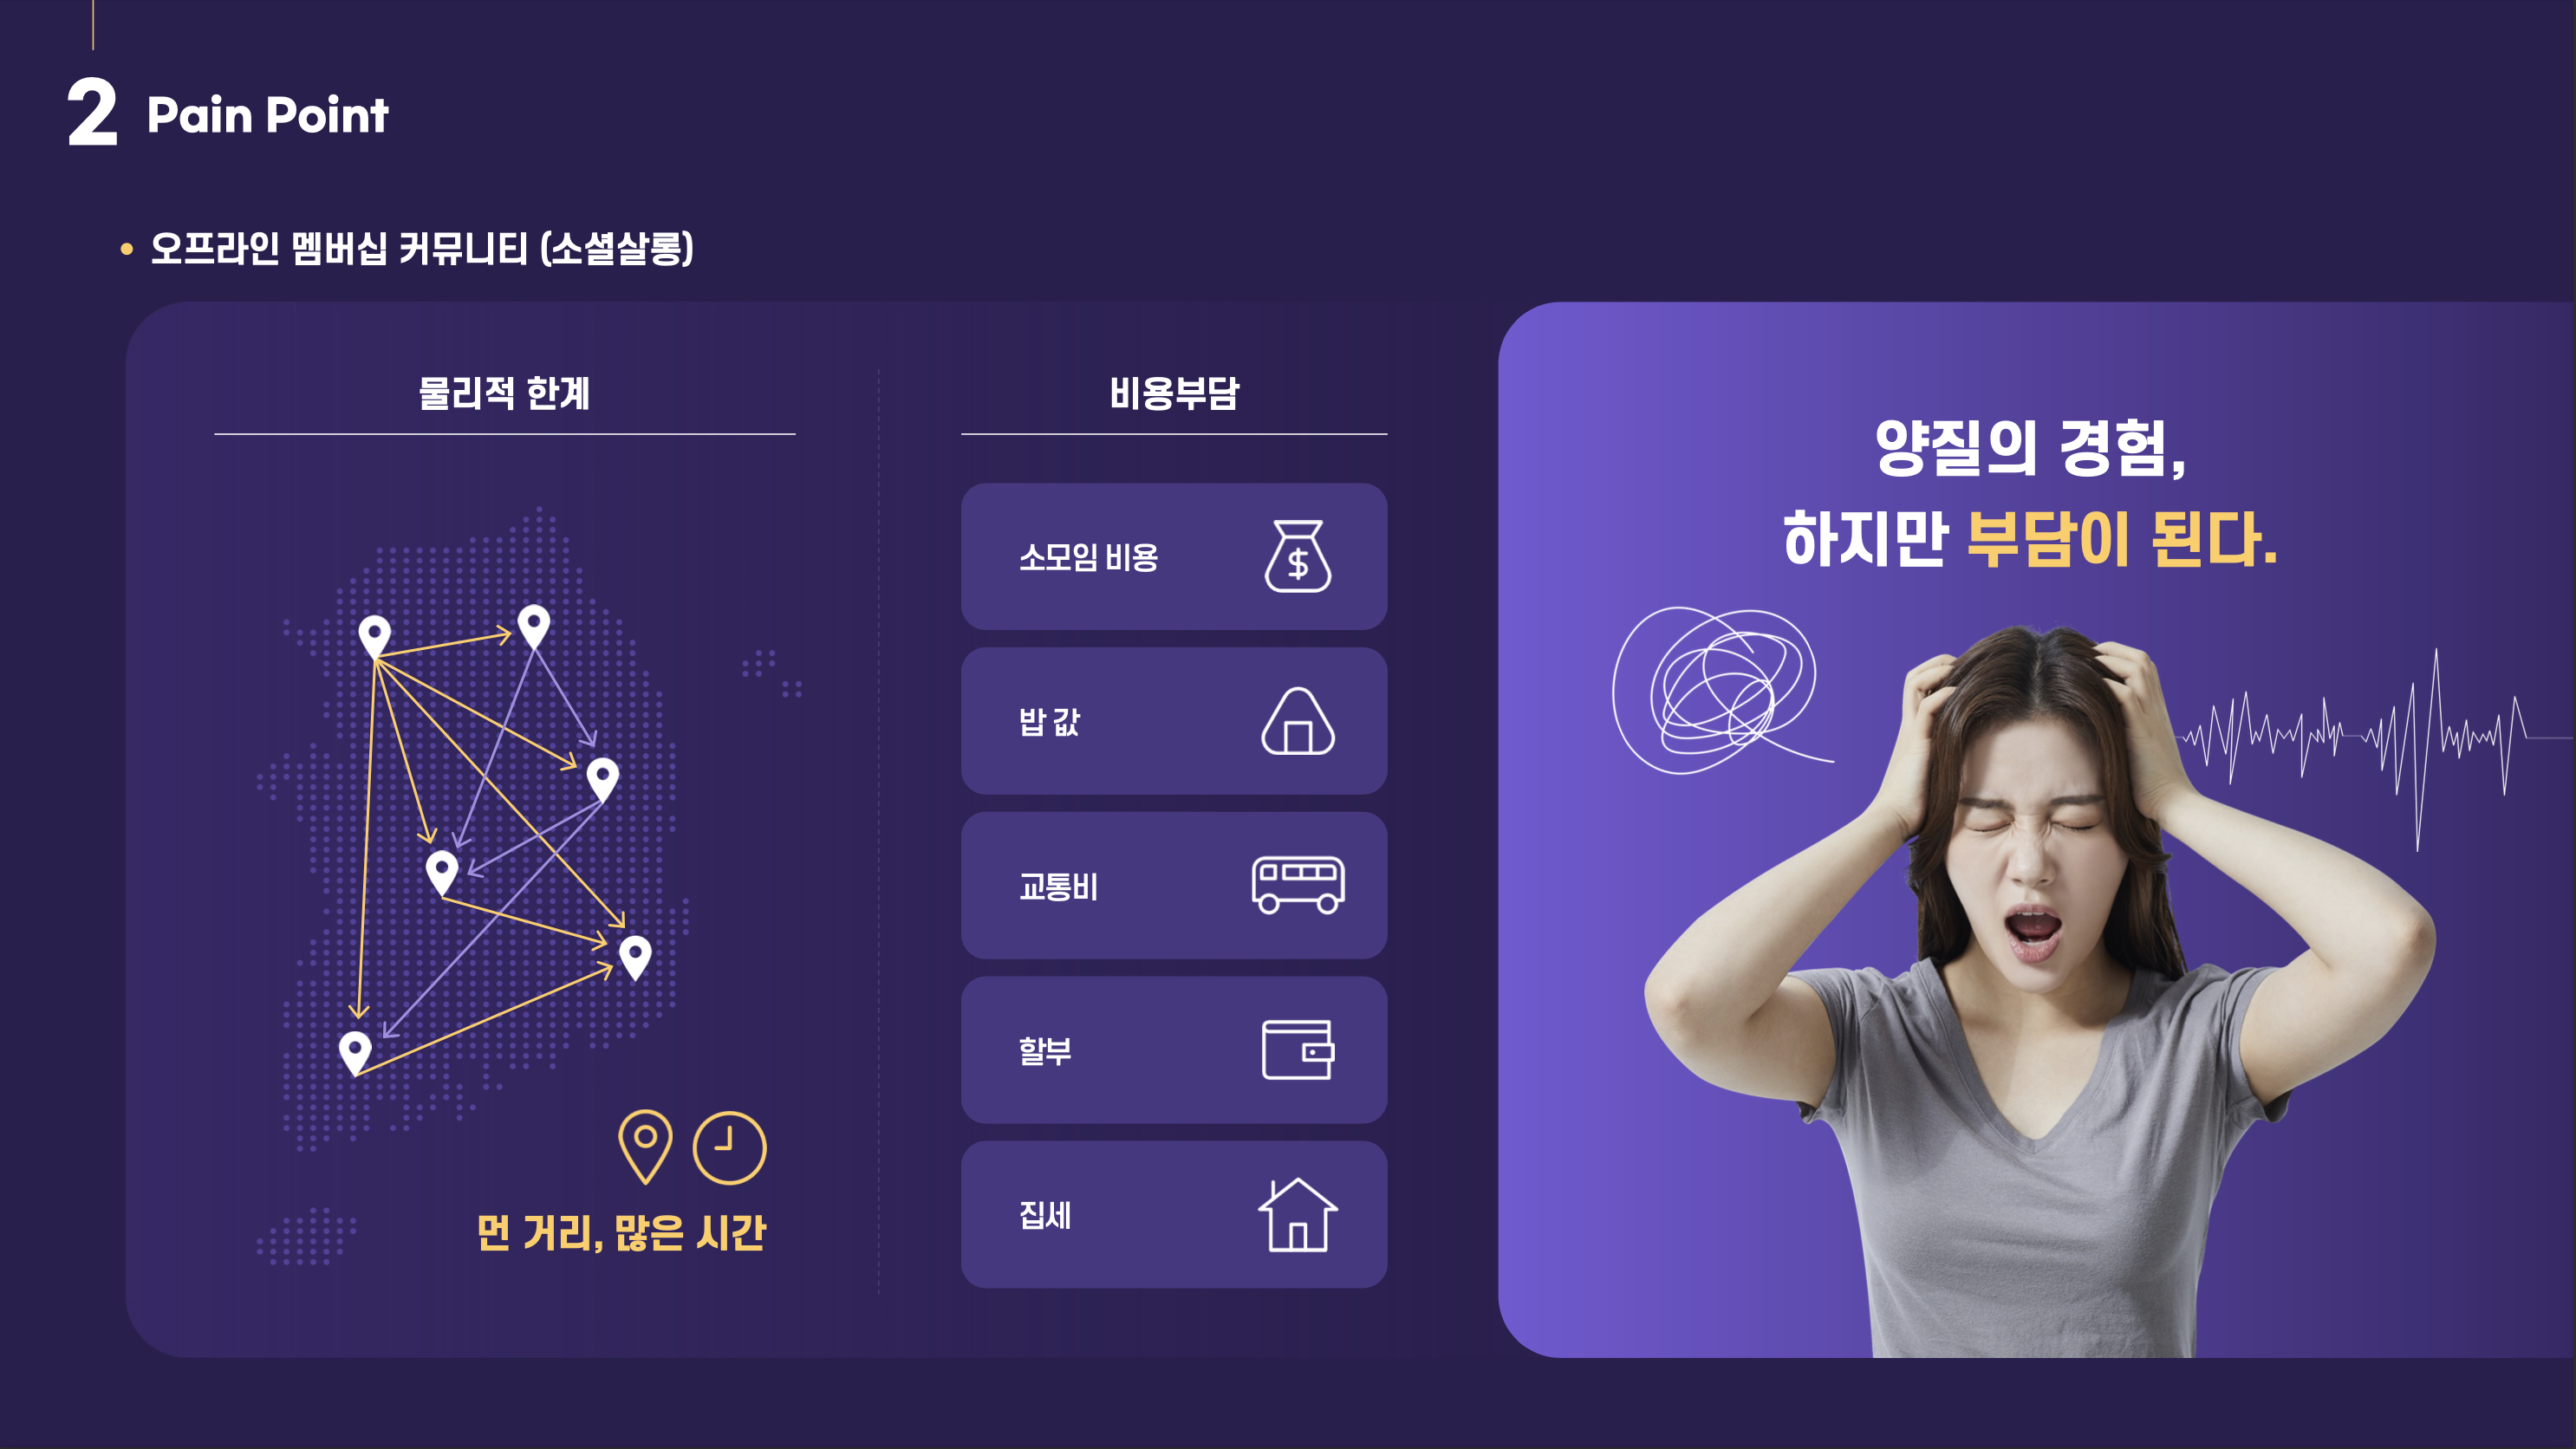 2 Pain Point
• 오프라인 멤버십 커뮤니티 (소셜살롱)
물리적 한계
먼 거리, 많은 시간
비용부담
소모임 비용
$
밥 값
교통비
할부
집세
양질의 경험,
하지만 부담이 된다.